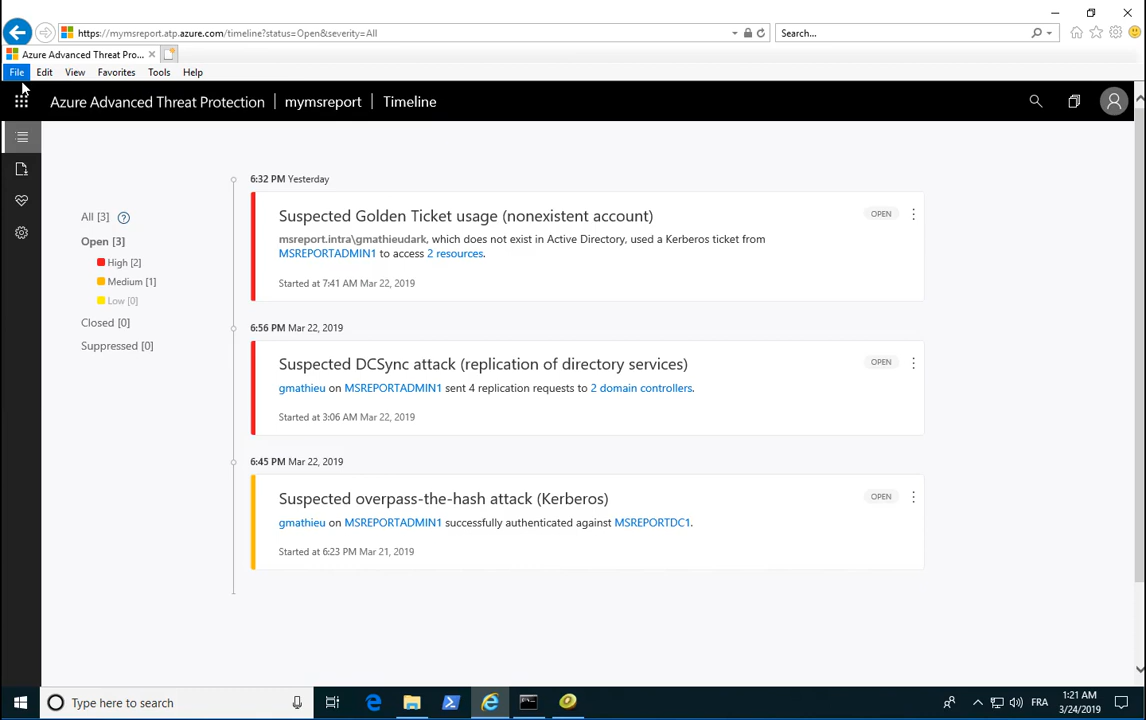 https://mymsreport.atp.azure.com/timeline?status=Open&severity=All
Search...
Azure Advanced Threat Pro...
File Edit View Favorites Tools Help
Azure Advanced Threat Protection | mymsreport | Timeline
6:32 PM Yesterday
Suspected Golden Ticket usage (nonexistent account)
OPEN
msreport.intra\gmathieudark, which does not exist in Active Directory, used a Kerberos ticket from
MSREPORTADMIN1 to access 2 resources.
Started at 7:41 AM Mar 22, 2019
All [3] ?
Open [3]
High [2]
Medium [1]
Low [0]
Closed [0]
Suppressed [0]
6:56 PM Mar 22, 2019
Suspected DCSync attack (replication of directory services)
OPEN
gmathieu on MSREPORTADMIN1 sent 4 replication requests to 2 domain controllers.
Started at 3:06 AM Mar 22, 2019
6:45 PM Mar 22, 2019
Suspected overpass-the-hash attack (Kerberos)
OPEN
gmathieu on MSREPORTADMIN1 successfully authenticated against MSREPORTDC1.
Started at 6:23 PM Mar 21, 2019
Type here to search
FRA
1:21 AM
3/24/2019